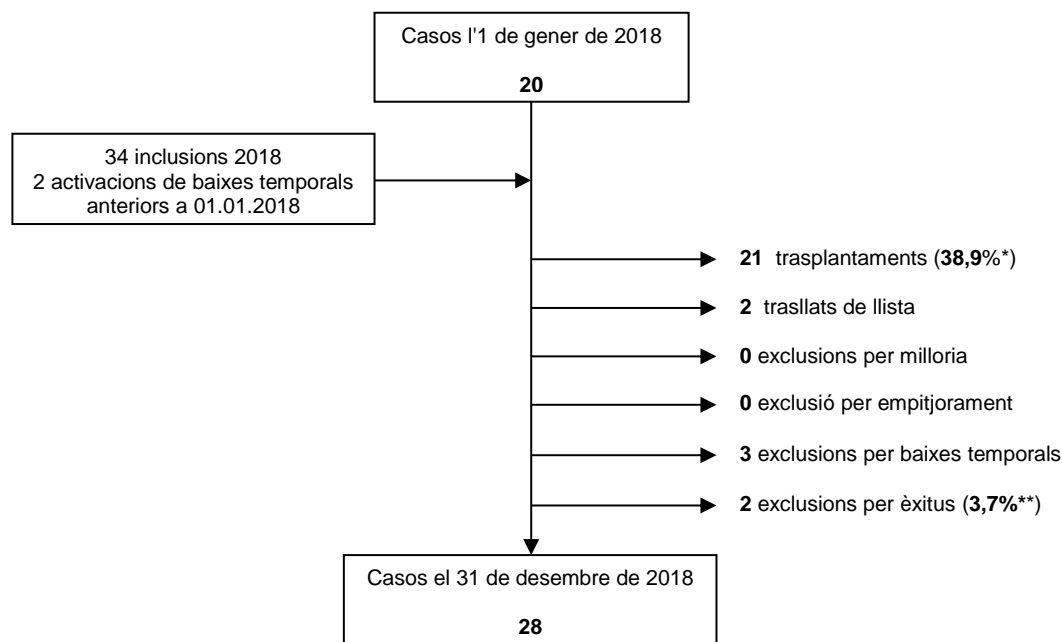 Casos l'1 de gener de 2018
20
34 inclusions 2018
2 activacions de baixes temporals
anteriors a 01.01.2018
21 trasplantaments (38,9%*)
2 trasllats de llista
0 exclusions per milloria
0 exclusió per empitjorament
3 exclusions per baixes temporals
2 exclusions per èxitus (3,7%**)
Casos el 31 de desembre de 2018
28